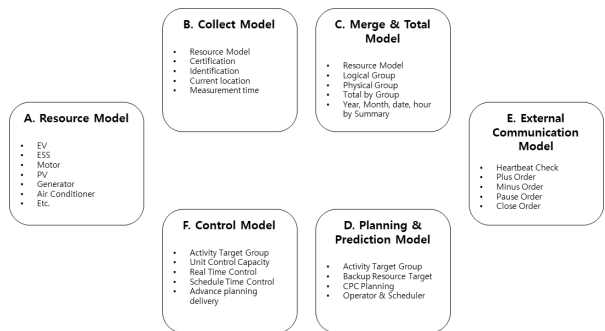 B. Collect Model
• Resource Model
• Certification
• Identification
• Current location
• Measurement time
C. Merge & Total
Model
• Resource Model
• Logical Group
• Physical Group
• Total by Group
• Year, Month, date, hour
by Summary
A. Resource Model
• EV
• ESS
• Motor
• PV
• Generator
• Air Conditioner
• Etc.
E. External
Communication
Model
• Heartbeat Check
• Plus Order
• Minus Order
• Pause Order
• Close Order
F. Control Model
• Activity Target Group
• Unit Control Capacity
• Real Time Control
• Schedule Time Control
• Advance planning
delivery
D. Planning &
Prediction Model
• Activity Target Group
• Backup Resource Target
• CPC Planning
• Operator & Scheduler